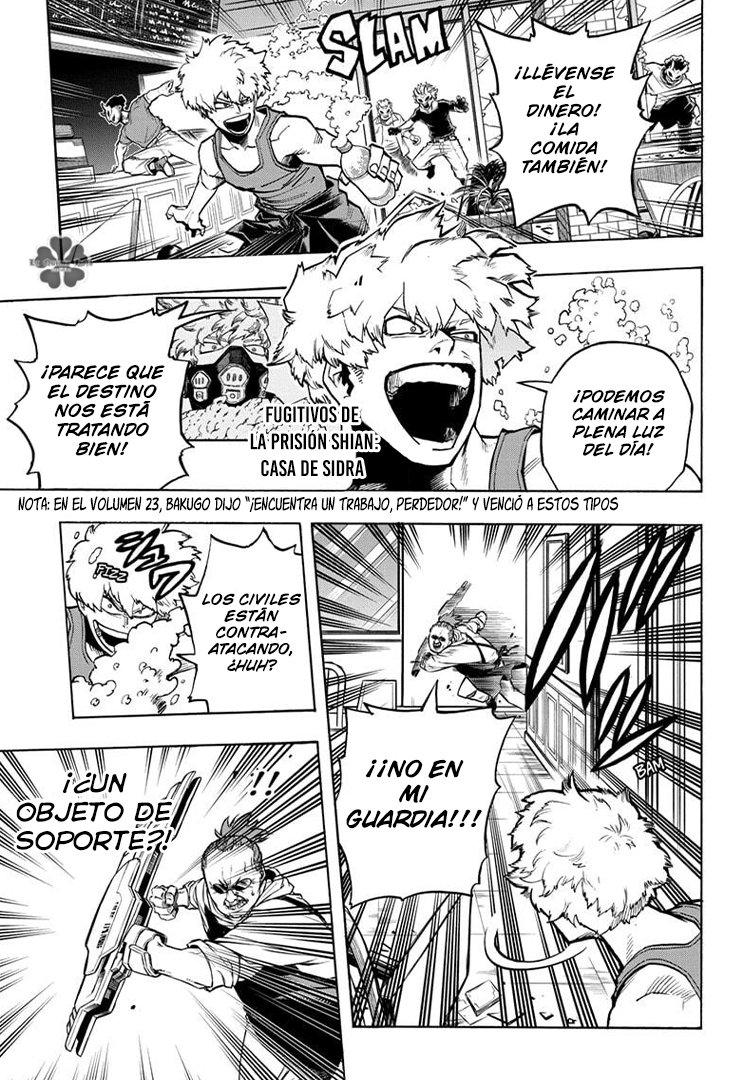 SLAM
¡LLÉVENSE
EL
DINERO!
¡LA
COMIDA
TAMBIÉN!
¡PARECE QUE
EL DESTINO
NOS ESTÁ
TRATANDO
BIEN!
FUGITIVOS DE
LA PRISIÓN SHIAN:
CASA DE SIDRA
¡PODEMOS
CAMINAR A
PLENA LUZ
DEL DÍA!
NOTA: EN EL VOLUMEN 23, BAKUGO DIJO "¡ENCUENTRA UN TRABAJO, PERDEDOR!" Y VENCIÓ A ESTOS TIPOS
FIZZ
LOS CIVILES
ESTÁN
CONTRA-
ATACANDO,
¿HUH?
BAM
¡¡NO EN
MI
GUARDIA!!!
¡¿UN
OBJETO DE
SOPORTE?!
!!